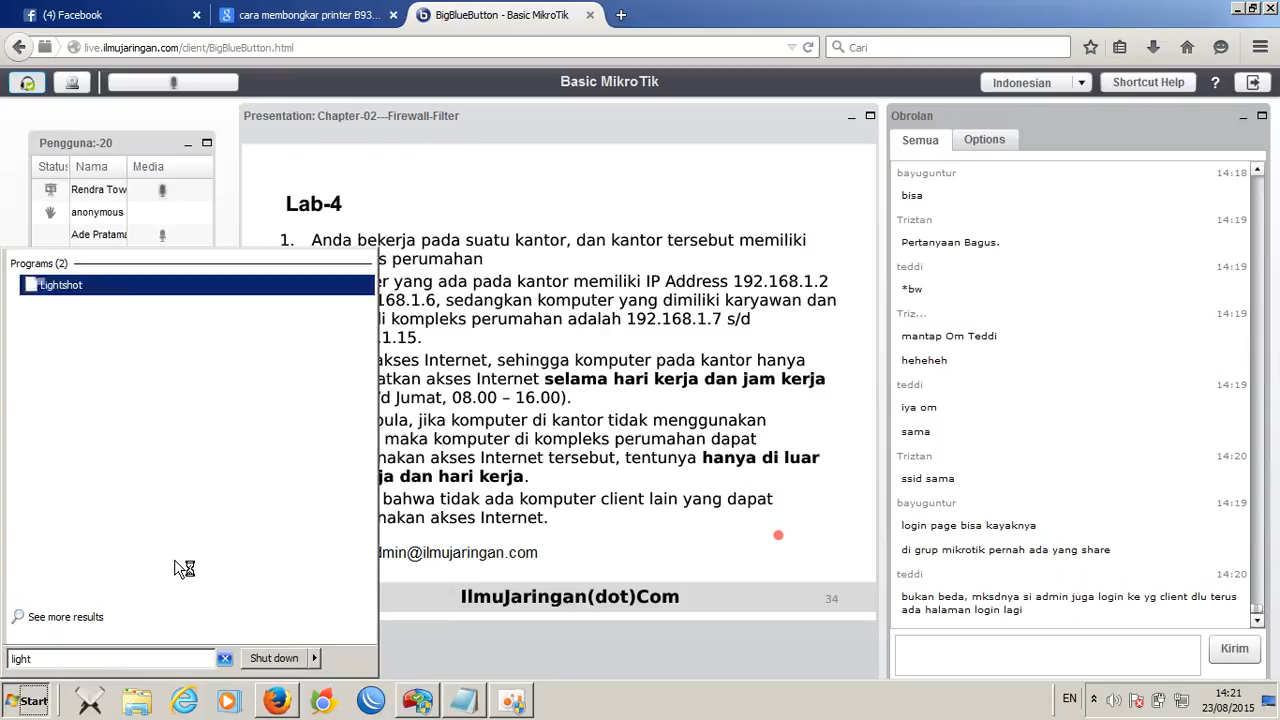 (4) Facebook
cara membongkar printer B93...
BigBlueButton - Basic MikroTik
live.ilmujaringan.com/client/BigBlueButton.html
Cari
Basic MikroTik
Indonesian
Shortcut Help
?
Pengguna:-20
Status
Nama
Media
Rendra Tow
anonymous
Ade Pratama
Programs (2)
Lightshot
See more results
light
Shut down
Presentation: Chapter-02---Firewall-Filter
Lab-4
1. Anda bekerja pada suatu kantor, dan kantor tersebut memiliki
s perumahan
er yang ada pada kantor memiliki IP Address 192.168.1.2
168.1.6, sedangkan komputer yang dimiliki karyawan dan
di kompleks perumahan adalah 192.168.1.7 s/d
.1.15.
akses Internet, sehingga komputer pada kantor hanya
atkan akses Internet selama hari kerja dan jam kerja
/d Jumat, 08.00 – 16.00).
pula, jika komputer di kantor tidak menggunakan
maka komputer di kompleks perumahan dapat
nakan akses Internet tersebut, tentunya hanya di luar
ja dan hari kerja.
bahwa tidak ada komputer client lain yang dapat
nakan akses Internet.
dmin@ilmujaringan.com
IlmuJaringan(dot)Com
34
Obrolan
Semua
Options
bayuguntur 14:18
bisa
Triztan 14:19
Pertanyaan Bagus.
teddi 14:19
*bw
Triz... 14:19
mantap Om Teddi
heheheh
teddi 14:19
iya om
sama
Triztan 14:20
ssid sama
bayuguntur 14:19
login page bisa kayaknya
di grup mikrotik pernah ada yang share
teddi 14:20
bukan beda, mksdnya si admin juga login ke yg client dlu terus
ada halaman login lagi
Kirim
Start
EN
14:21
23/08/2015